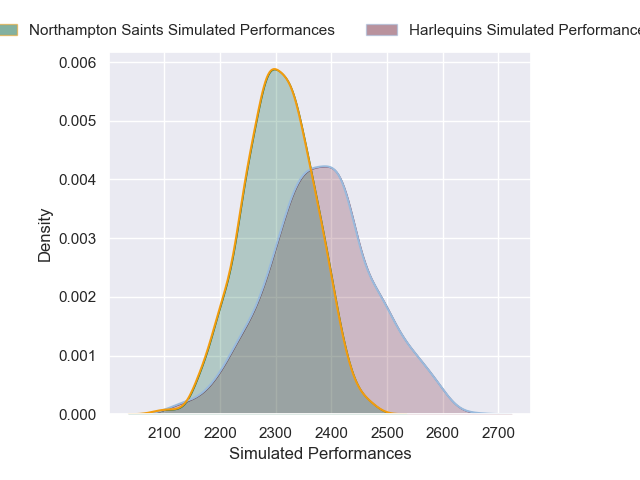 Northampton Saints Simulated Performances Harlequins Simulated Performance
0.006
0.005
0.004
0.003
0.002
0.001
0.000
Density
2100 2200 2300 2400 2500 2600 2700
Simulated Performances